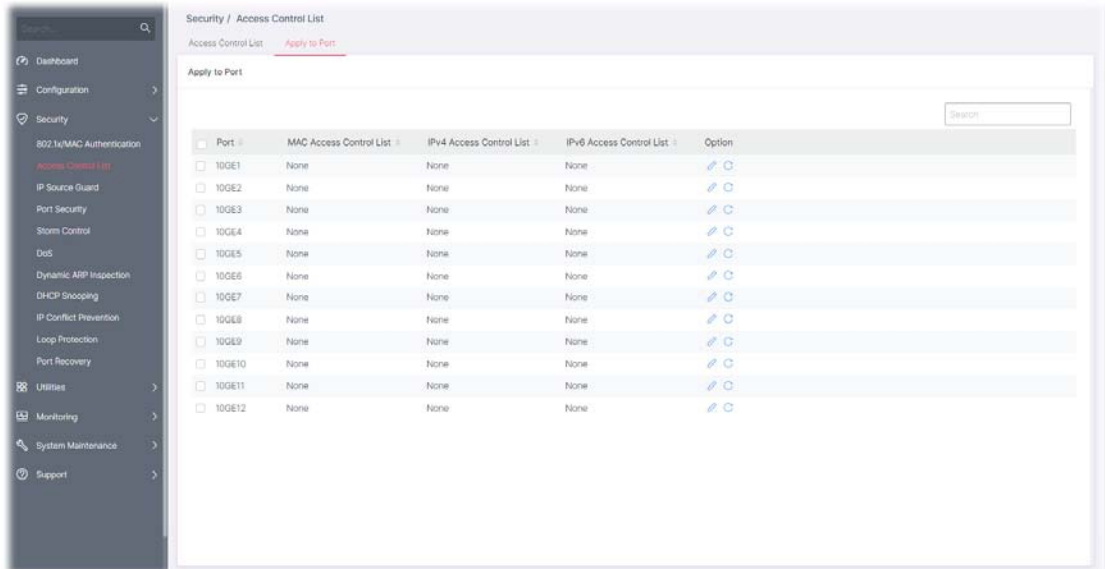 Search...
Dashboard
Configuration
Security
802.1x/MAC Authentication
Access Control List
IP Source Guard
Port Security
Storm Control
DoS
Dynamic ARP Inspection
DHCP Snooping
IP Conflict Prevention
Loop Protection
Port Recovery
Utilities
Monitoring
System Maintenance
Support
Security / Access Control List
Access Control List Apply to Port
Apply to Port
Search
Port MAC Access Control List IPv4 Access Control List IPv6 Access Control List Option
10GE1 None None None
10GE2 None None None
10GE3 None None None
10GE4 None None None
10GE5 None None None
10GE6 None None None
10GE7 None None None
10GE8 None None None
10GE9 None None None
10GE10 None None None
10GE11 None None None
10GE12 None None None